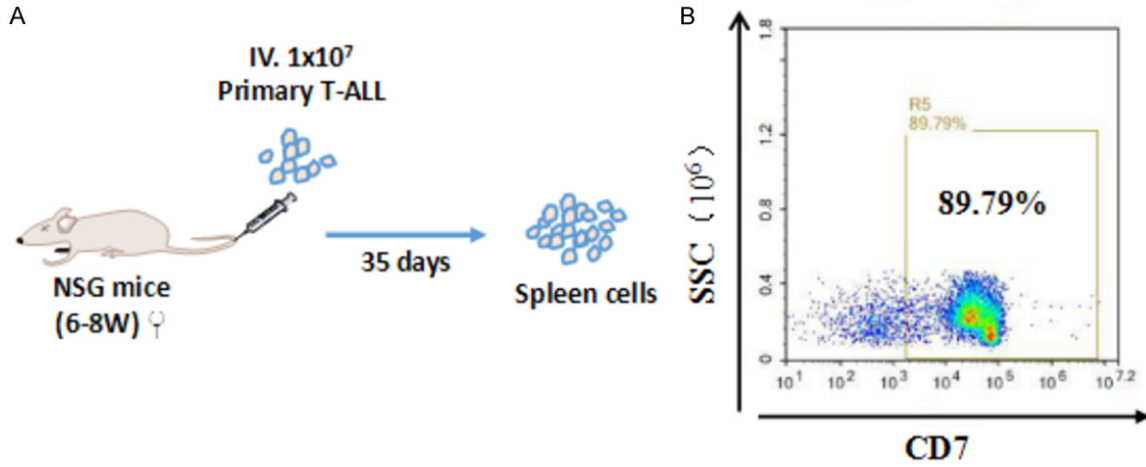 A
IV. 1x10⁷
Primary T-ALL
35 days
NSG mice
(6-8W) ♀
Spleen cells
B
SSC (10⁶)
1.8
1.2
0.8
0.4
0
R5
89.79%
89.79%
10¹ 10² 10³ 10⁴ 10⁵ 10⁶ 10⁷·²
CD7